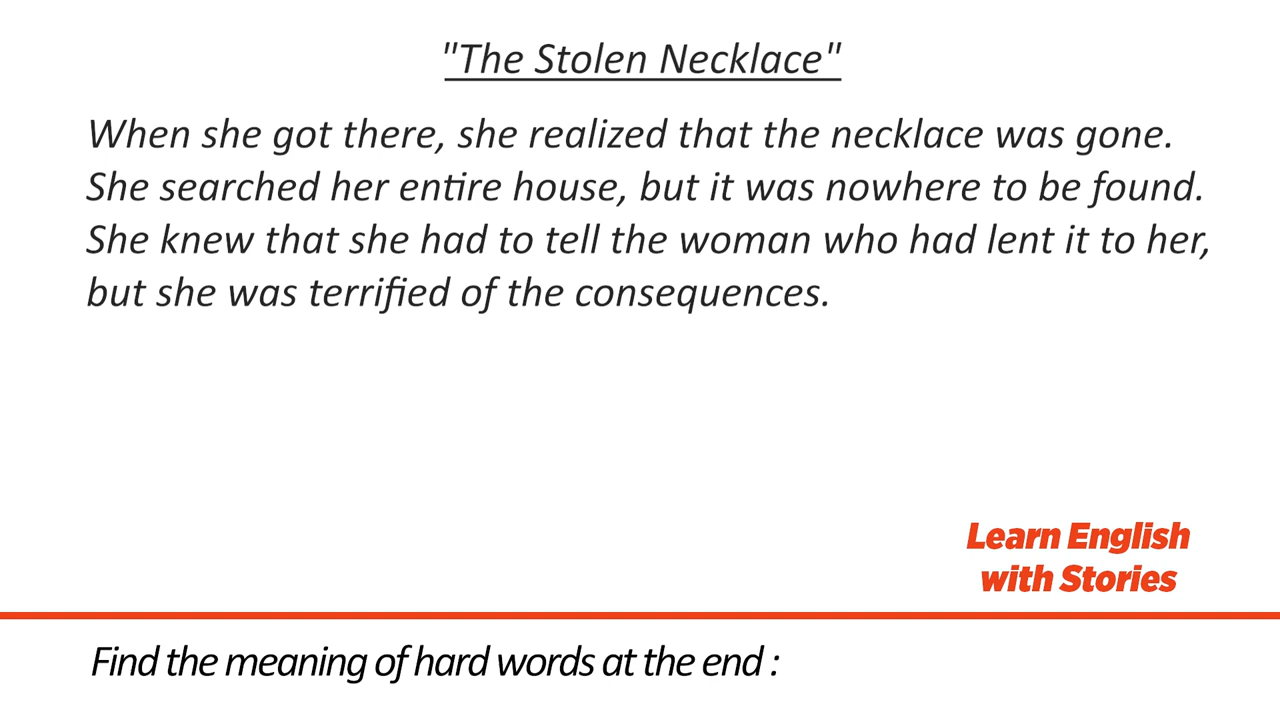 "The Stolen Necklace"
When she got there, she realized that the necklace was gone.
She searched her entire house, but it was nowhere to be found.
She knew that she had to tell the woman who had lent it to her,
but she was terrified of the consequences.
Learn English
with Stories
Find the meaning of hard words at the end :